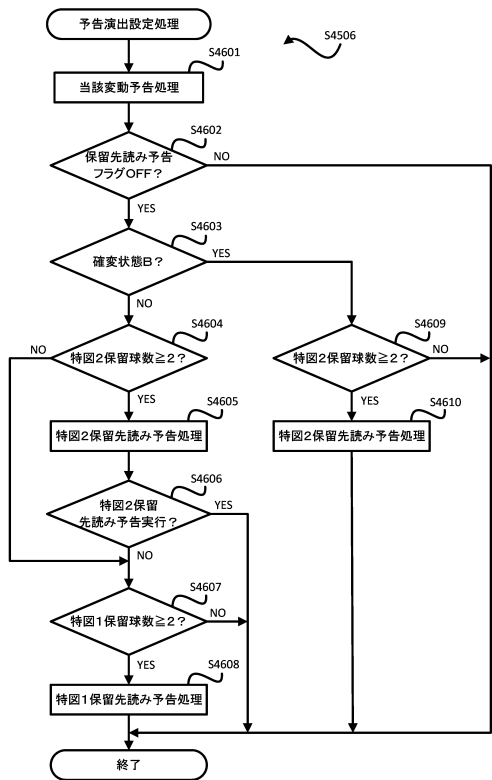 予告演出設定処理
S4506
S4601
当該変動予告処理
S4602
保留先読み予告
フラグOFF？
NO
YES
S4603
確変状態B？
YES
NO
S4604
NO
特図2保留球数≧2？
YES
S4609
特図2保留球数≧2？
NO
YES
S4605
特図2保留先読み予告処理
S4610
特図2保留先読み予告処理
S4606
特図2保留
先読み予告実行？
YES
NO
S4607
特図1保留球数≧2？
NO
YES
S4608
特図1保留先読み予告処理
終了